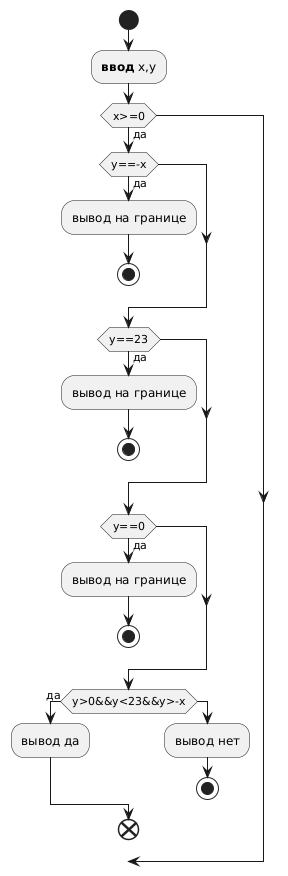 ввод x,y
x>=0
да
y==-x
да
вывод на границе
y==23
да
вывод на границе
y==0
да
вывод на границе
да
y>0&&y<23&&y>-x
вывод да
вывод нет